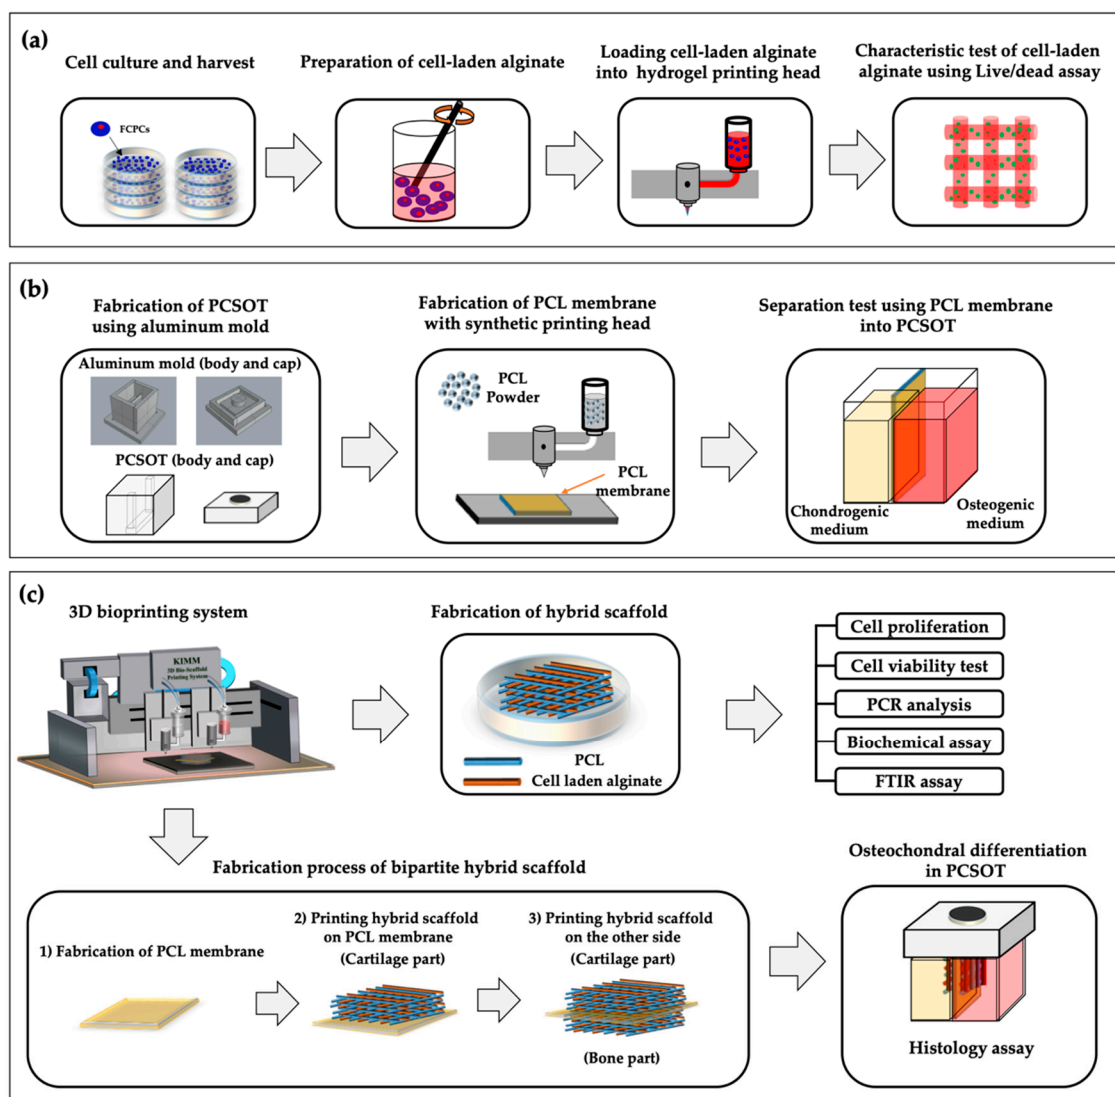 (a)
Cell culture and harvest
FCPCs
Preparation of cell-laden alginate
Loading cell-laden alginate
into hydrogel printing head
Characteristic test of cell-laden
alginate using Live/dead assay
(b)
Fabrication of PCSOT
using aluminum mold
Aluminum mold (body and cap)
PCSOT (body and cap)
Fabrication of PCL membrane
with synthetic printing head
PCL
Powder
PCL
membrane
Separation test using PCL membrane
into PCSOT
Chondrogenic
medium
Osteogenic
medium
(c)
3D bioprinting system
KIMM
3D Bio-Scaffold
Printing System
Fabrication of hybrid scaffold
PCL
Cell laden alginate
Cell proliferation
Cell viability test
PCR analysis
Biochemical assay
FTIR assay
Fabrication process of bipartite hybrid scaffold
1) Fabrication of PCL membrane
2) Printing hybrid scaffold
on PCL membrane
(Cartilage part)
3) Printing hybrid scaffold
on the other side
(Cartilage part)
(Bone part)
Osteochondral differentiation
in PCSOT
Histology assay